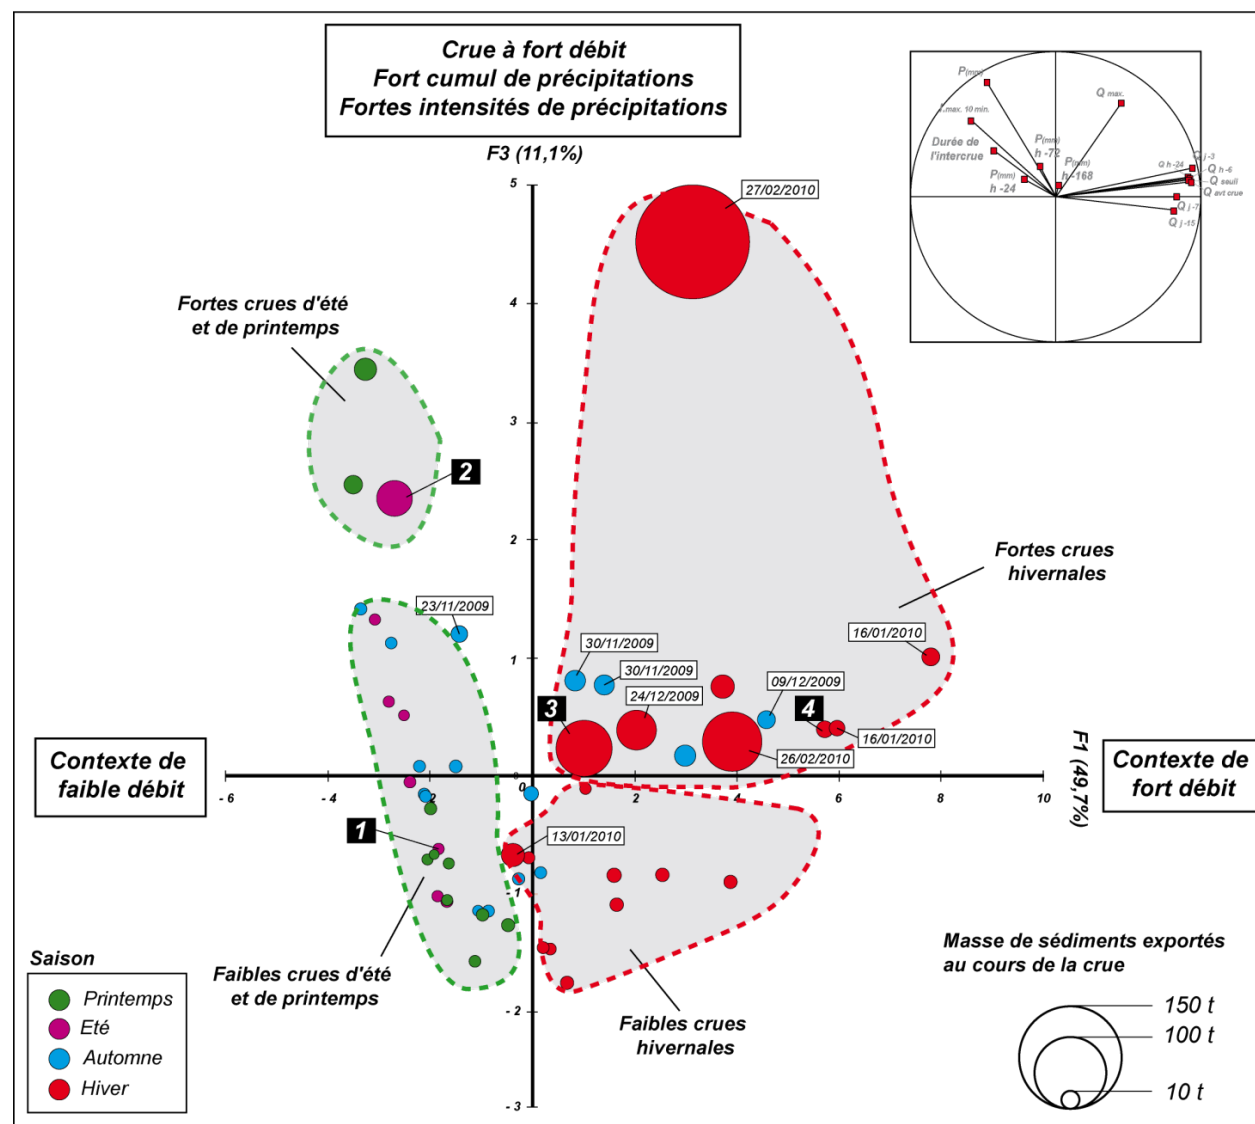 Crue à fort débit
Fort cumul de précipitations
Fortes intensités de précipitations
F3 (11,1%)
P(mm)
Q max.
I.max. 10 min.
Durée de
l'intercrue
P(mm)
h -72
P(mm)
h -168
P(mm)
h -24
Q j -3
Q h -24
Q h -6
Q seuil
Q avt crue
Q j -7
Q j -15
5
27/02/2010
4
Fortes crues d'été
et de printemps
3
2
2
Fortes crues
hivernales
23/11/2009
30/11/2009
30/11/2009
24/12/2009
09/12/2009
16/01/2010
1
3
4
16/01/2010
26/02/2010
Contexte de
faible débit
- 6
- 4
- 2
0
0
2
4
6
8
10
F1 (49,7%)
Contexte de
fort débit
1
13/01/2010
- 1
Faibles crues d'été
et de printemps
- 2
Faibles crues
hivernales
- 3
Saison
Printemps
Eté
Automne
Hiver
Masse de sédiments exportés
au cours de la crue
150 t
100 t
10 t